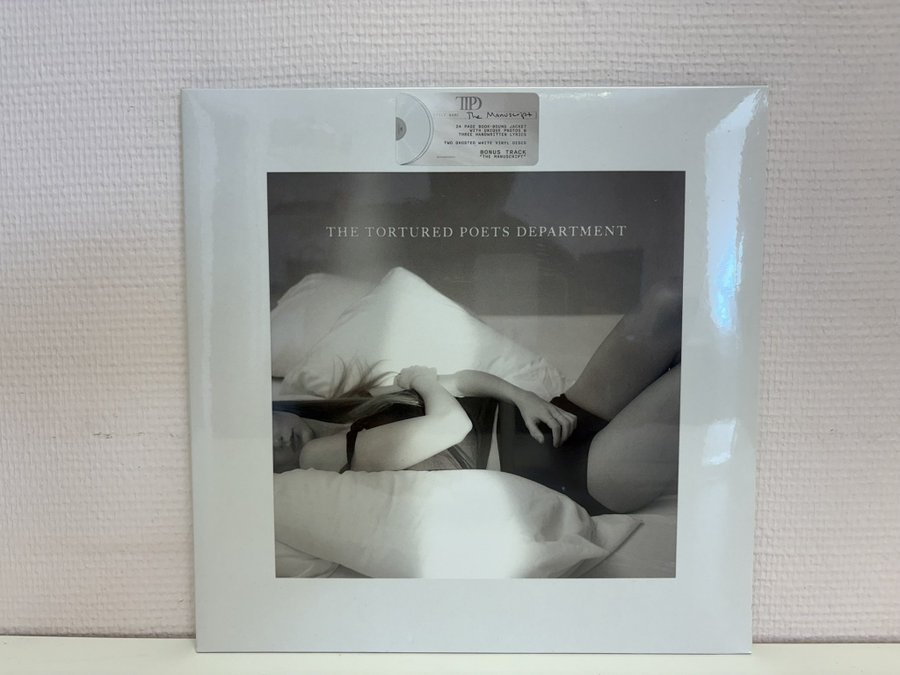 TTPD
The Manuscript
24 PAGE BOOK-BOUND JACKET
WITH UNIQUE PHOTOS &
THREE HANDWRITTEN LYRICS
TWO GHOSTED WHITE VINYL DISCS
BONUS TRACK
"THE MANUSCRIPT"
THE TORTURED POETS DEPARTMENT